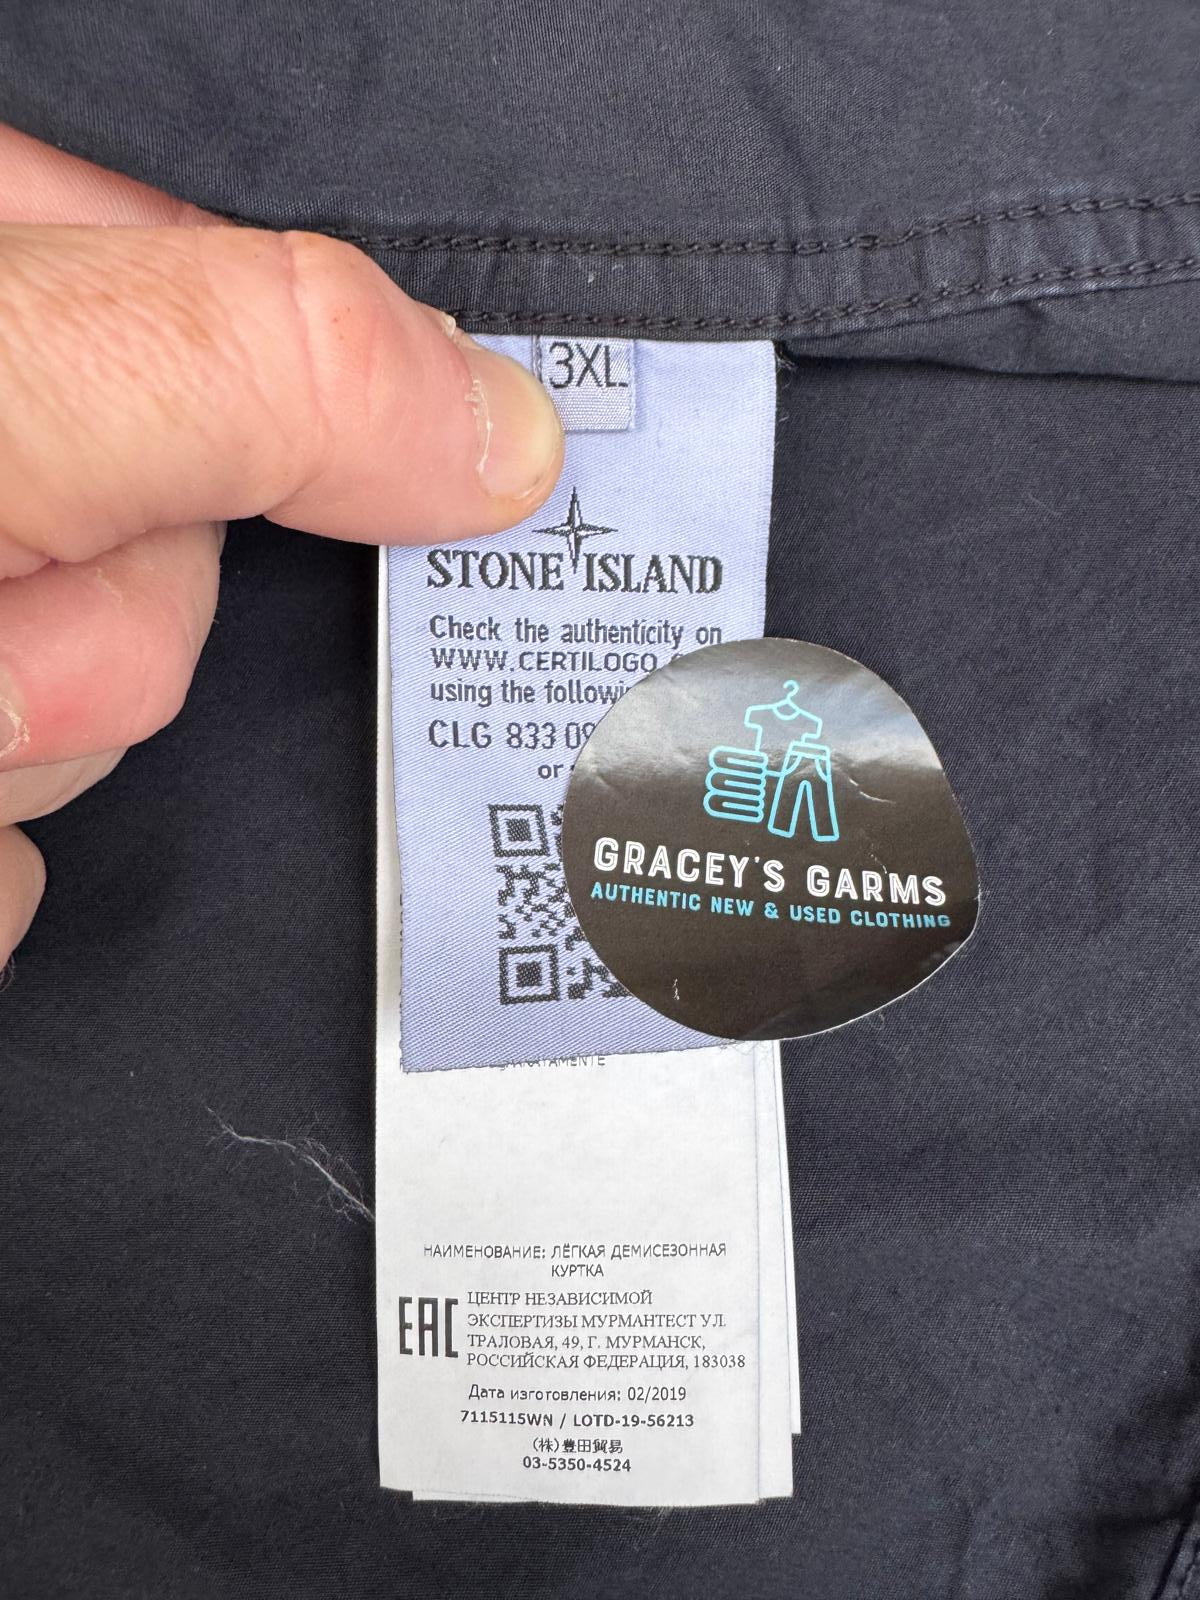 3XL
STONE ISLAND
Check the authenticity on
WWW.CERTILOGO
using the
CLG 833
or
GRACEY'S GARMS
AUTHENTIC NEW & USED CLOTHING
НАИМЕНОВАНИЕ: ЛЁГКАЯ ДЕМИСЕЗОННАЯ
КУРТКА
EAC
ЦЕНТР НЕЗАВИСИМОЙ
ЭКСПЕРТИЗЫ МУРМАНТЕСТ УЛ.
ТРАЛОВАЯ, 49, Г. МУРМАНСК,
РОССИЙСКАЯ ФЕДЕРАЦИЯ, 183038
Дата изготовления: 02/2019
7115115WN / LOTD-19-56213
(株)豊田貿易
03-5350-4524